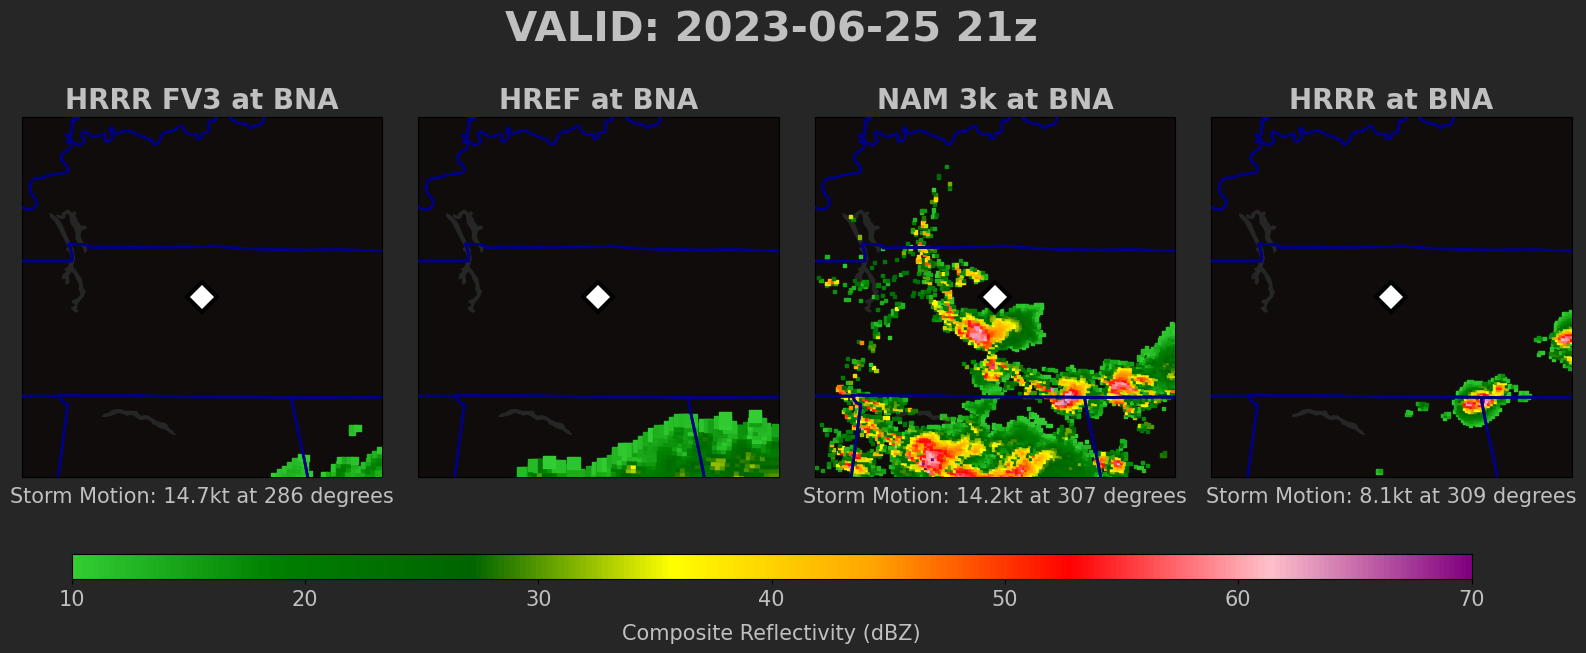 VALID: 2023-06-25 21z
HRRR FV3 at BNA
HREF at BNA
NAM 3k at BNA
HRRR at BNA
Storm Motion: 14.7kt at 286 degrees
Storm Motion: 14.2kt at 307 degrees
Storm Motion: 8.1kt at 309 degrees
10 20 30 40 50 60 70
Composite Reflectivity (dBZ)